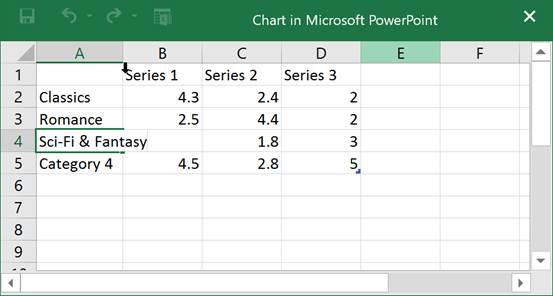 Chart in Microsoft PowerPoint
A B C D E F
1 Series 1 Series 2 Series 3
2 Classics 4.3 2.4 2
3 Romance 2.5 4.4 2
4 Sci-Fi & Fantasy 1.8 3
5 Category 4 4.5 2.8 5
6
7
8
9